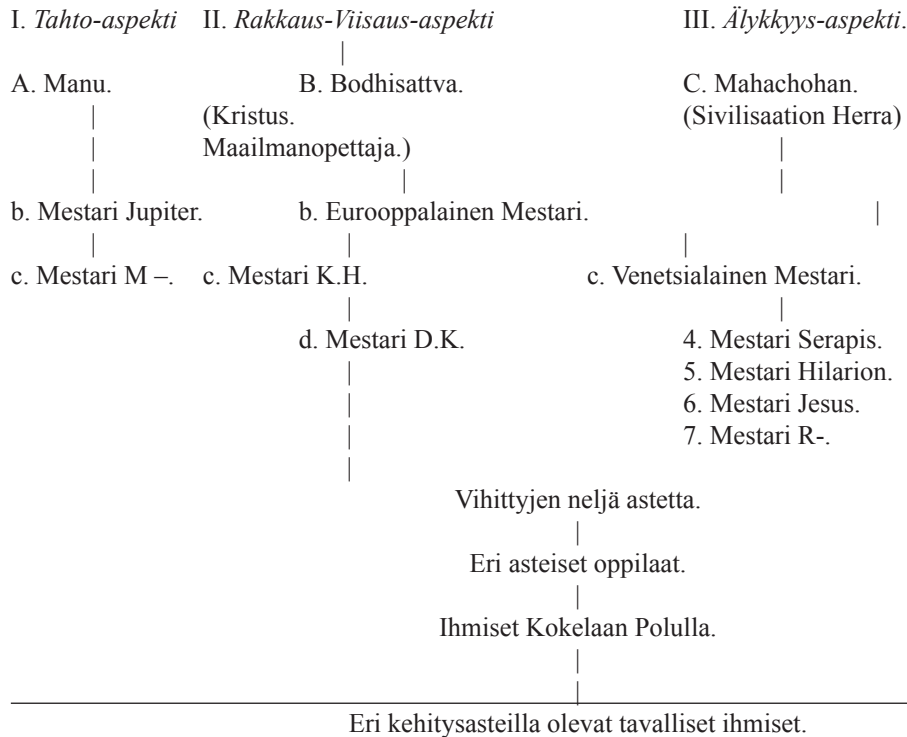 I. Tahto-aspekti II. Rakkaus-Viisaus-aspekti III. Älykkyys-aspekti.
A. Manu. B. Bodhisattva. C. Mahachohan.
(Kristus. (Sivilisaation Herra)
Maailmanopettaja.)
b. Mestari Jupiter. b. Eurooppalainen Mestari.
c. Mestari M –. c. Mestari K.H. c. Venetsialainen Mestari.
d. Mestari D.K. 4. Mestari Serapis.
5. Mestari Hilarion.
6. Mestari Jesus.
7. Mestari R-.
Vihittyjen neljä astetta.
Eri asteiset oppilaat.
Ihmiset Kokelaan Polulla.
Eri kehitysasteilla olevat tavalliset ihmiset.